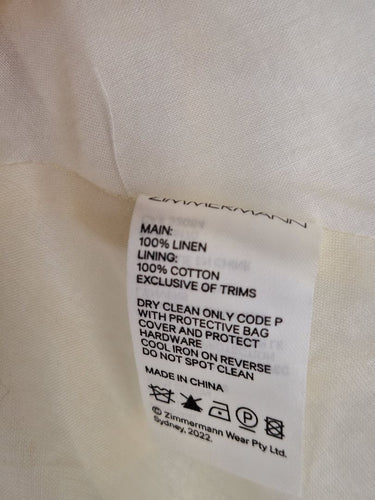 ZIMMERMANN
MAIN:
100% LINEN
LINING:
100% COTTON
EXCLUSIVE OF TRIMS
DRY CLEAN ONLY CODE P
WITH PROTECTIVE BAG
COVER AND PROTECT
HARDWARE
COOL IRON ON REVERSE
DO NOT SPOT CLEAN
MADE IN CHINA
P
© Zimmermann Wear Pty Ltd.
Sydney, 2022.